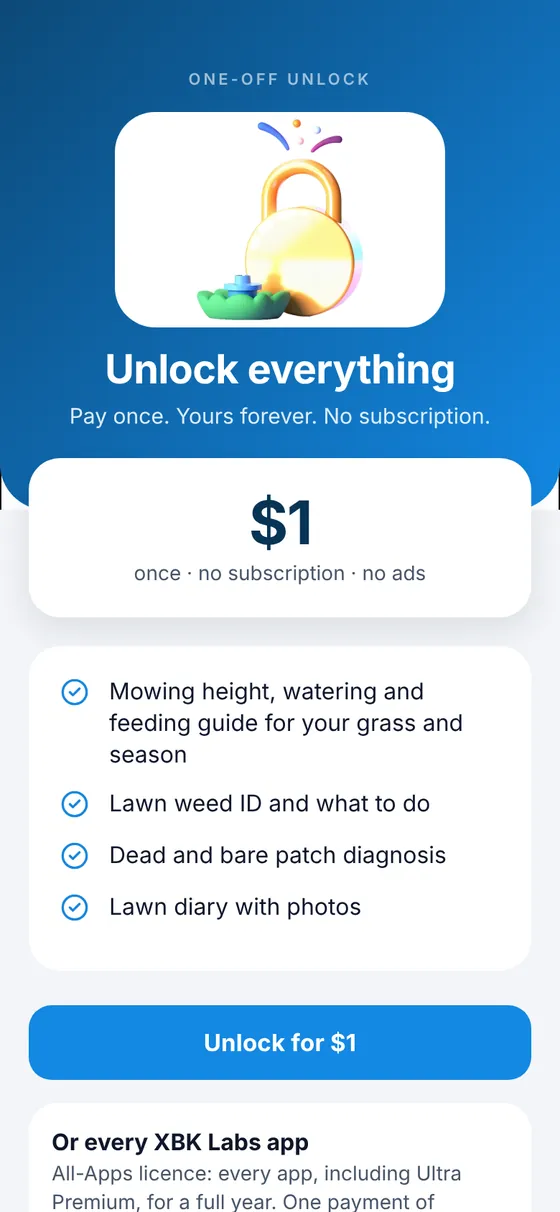 ONE-OFF UNLOCK
Unlock everything
Pay once. Yours forever. No subscription.
$1
once · no subscription · no ads
Mowing height, watering and
feeding guide for your grass and
season
Lawn weed ID and what to do
Dead and bare patch diagnosis
Lawn diary with photos
Unlock for $1
Or every XBK Labs app
All-Apps licence: every app, including Ultra
Premium, for a full year. One payment of